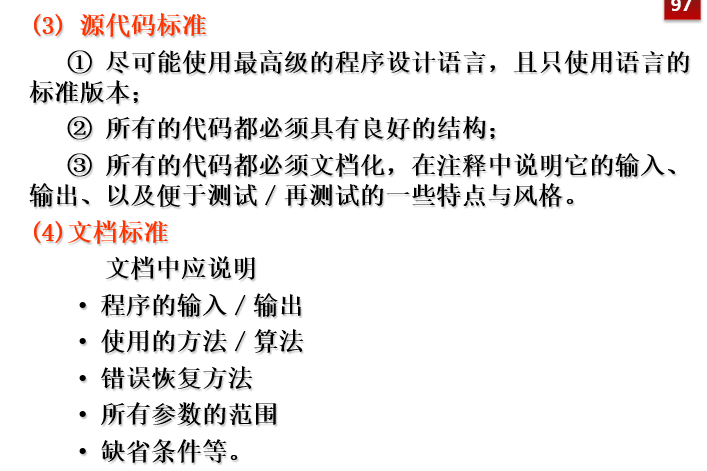 97
(3) 源代码标准
① 尽可能使用最高级的程序设计语言，且只使用语言的
标准版本；
② 所有的代码都必须具有良好的结构；
③ 所有的代码都必须文档化，在注释中说明它的输入、
输出、以及便于测试／再测试的一些特点与风格。
(4)文档标准
文档中应说明
• 程序的输入／输出
• 使用的方法／算法
• 错误恢复方法
• 所有参数的范围
• 缺省条件等。